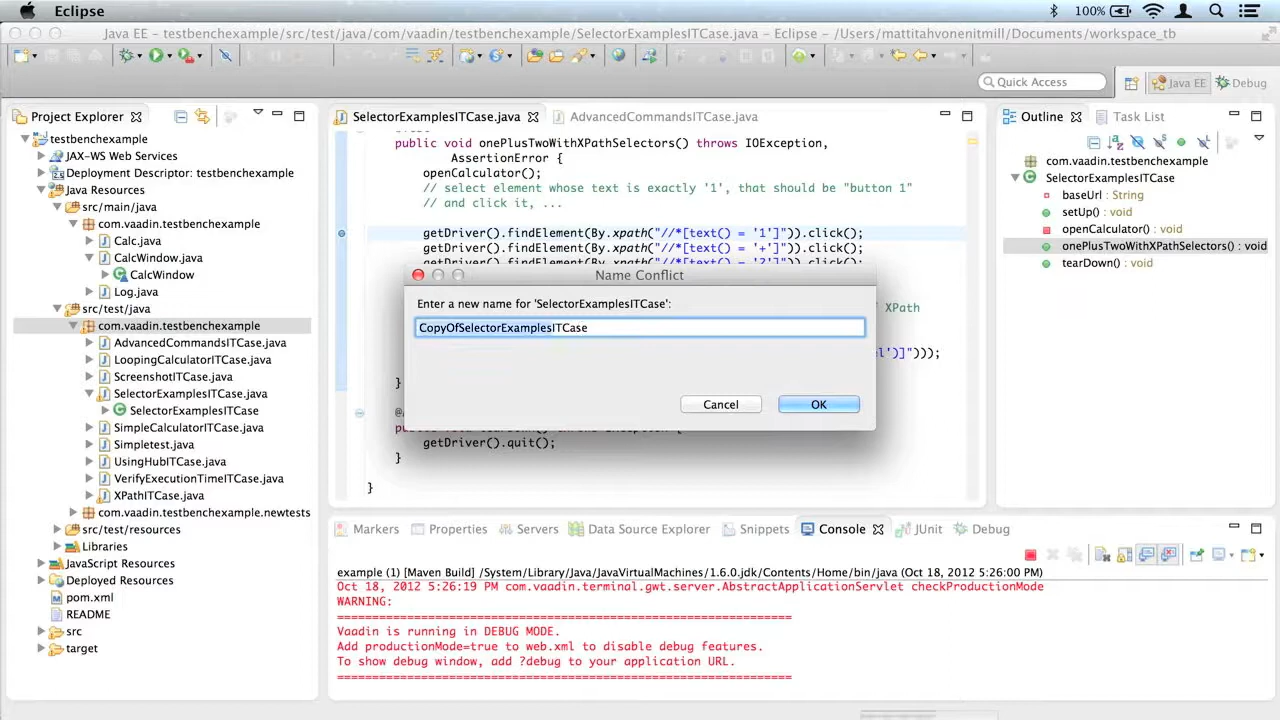 Eclipse
100%
Java EE – testbenchexample/src/test/java/com/vaadin/testbenchexample/SelectorExamplesITCase.java – Eclipse – /Users/mattitahvonenitmill/Documents/workspace_tb
Quick Access
Java EE
Debug
Project Explorer
testbenchexample
JAX-WS Web Services
Deployment Descriptor: testbenchexample
Java Resources
src/main/java
com.vaadin.testbenchexample
Calc.java
CalcWindow.java
CalcWindow
Log.java
src/test/java
com.vaadin.testbenchexample
AdvancedCommandsITCase.java
LoopingCalculatorITCase.java
ScreenshotITCase.java
SelectorExamplesITCase.java
SelectorExamplesITCase
SimpleCalculatorITCase.java
Simpletest.java
UsingHubITCase.java
VerifyExecutionTimeITCase.java
XPathITCase.java
com.vaadin.testbenchexample.newtests
src/test/resources
Libraries
JavaScript Resources
Deployed Resources
pom.xml
README
src
target
SelectorExamplesITCase.java
AdvancedCommandsITCase.java
public void onePlusTwoWithXPathSelectors() throws IOException,
AssertionError {
openCalculator();
// select element whose text is exactly '1', that should be "button 1"
// and click it, ...
getDriver().findElement(By.xpath("//*[text() = '1']")).click();
getDriver().findElement(By.xpath("//*[text() = '+']")).click();
XPath
l')]")));
}
getDriver().quit();
}
}
Name Conflict
Enter a new name for 'SelectorExamplesITCase':
CopyOfSelectorExamplesITCase
Cancel
OK
Outline
Task List
com.vaadin.testbenchexample
SelectorExamplesITCase
baseUrl : String
setUp() : void
openCalculator() : void
onePlusTwoWithXPathSelectors() : void
tearDown() : void
Markers
Properties
Servers
Data Source Explorer
Snippets
Console
JUnit
Debug
example (1) [Maven Build] /System/Library/Java/JavaVirtualMachines/1.6.0.jdk/Contents/Home/bin/java (Oct 18, 2012 5:26:00 PM)
Oct 18, 2012 5:26:19 PM com.vaadin.terminal.gwt.server.AbstractApplicationServlet checkProductionMode
WARNING:
=================================================================
Vaadin is running in DEBUG MODE.
Add productionMode=true to web.xml to disable debug features.
To show debug window, add ?debug to your application URL.
=================================================================